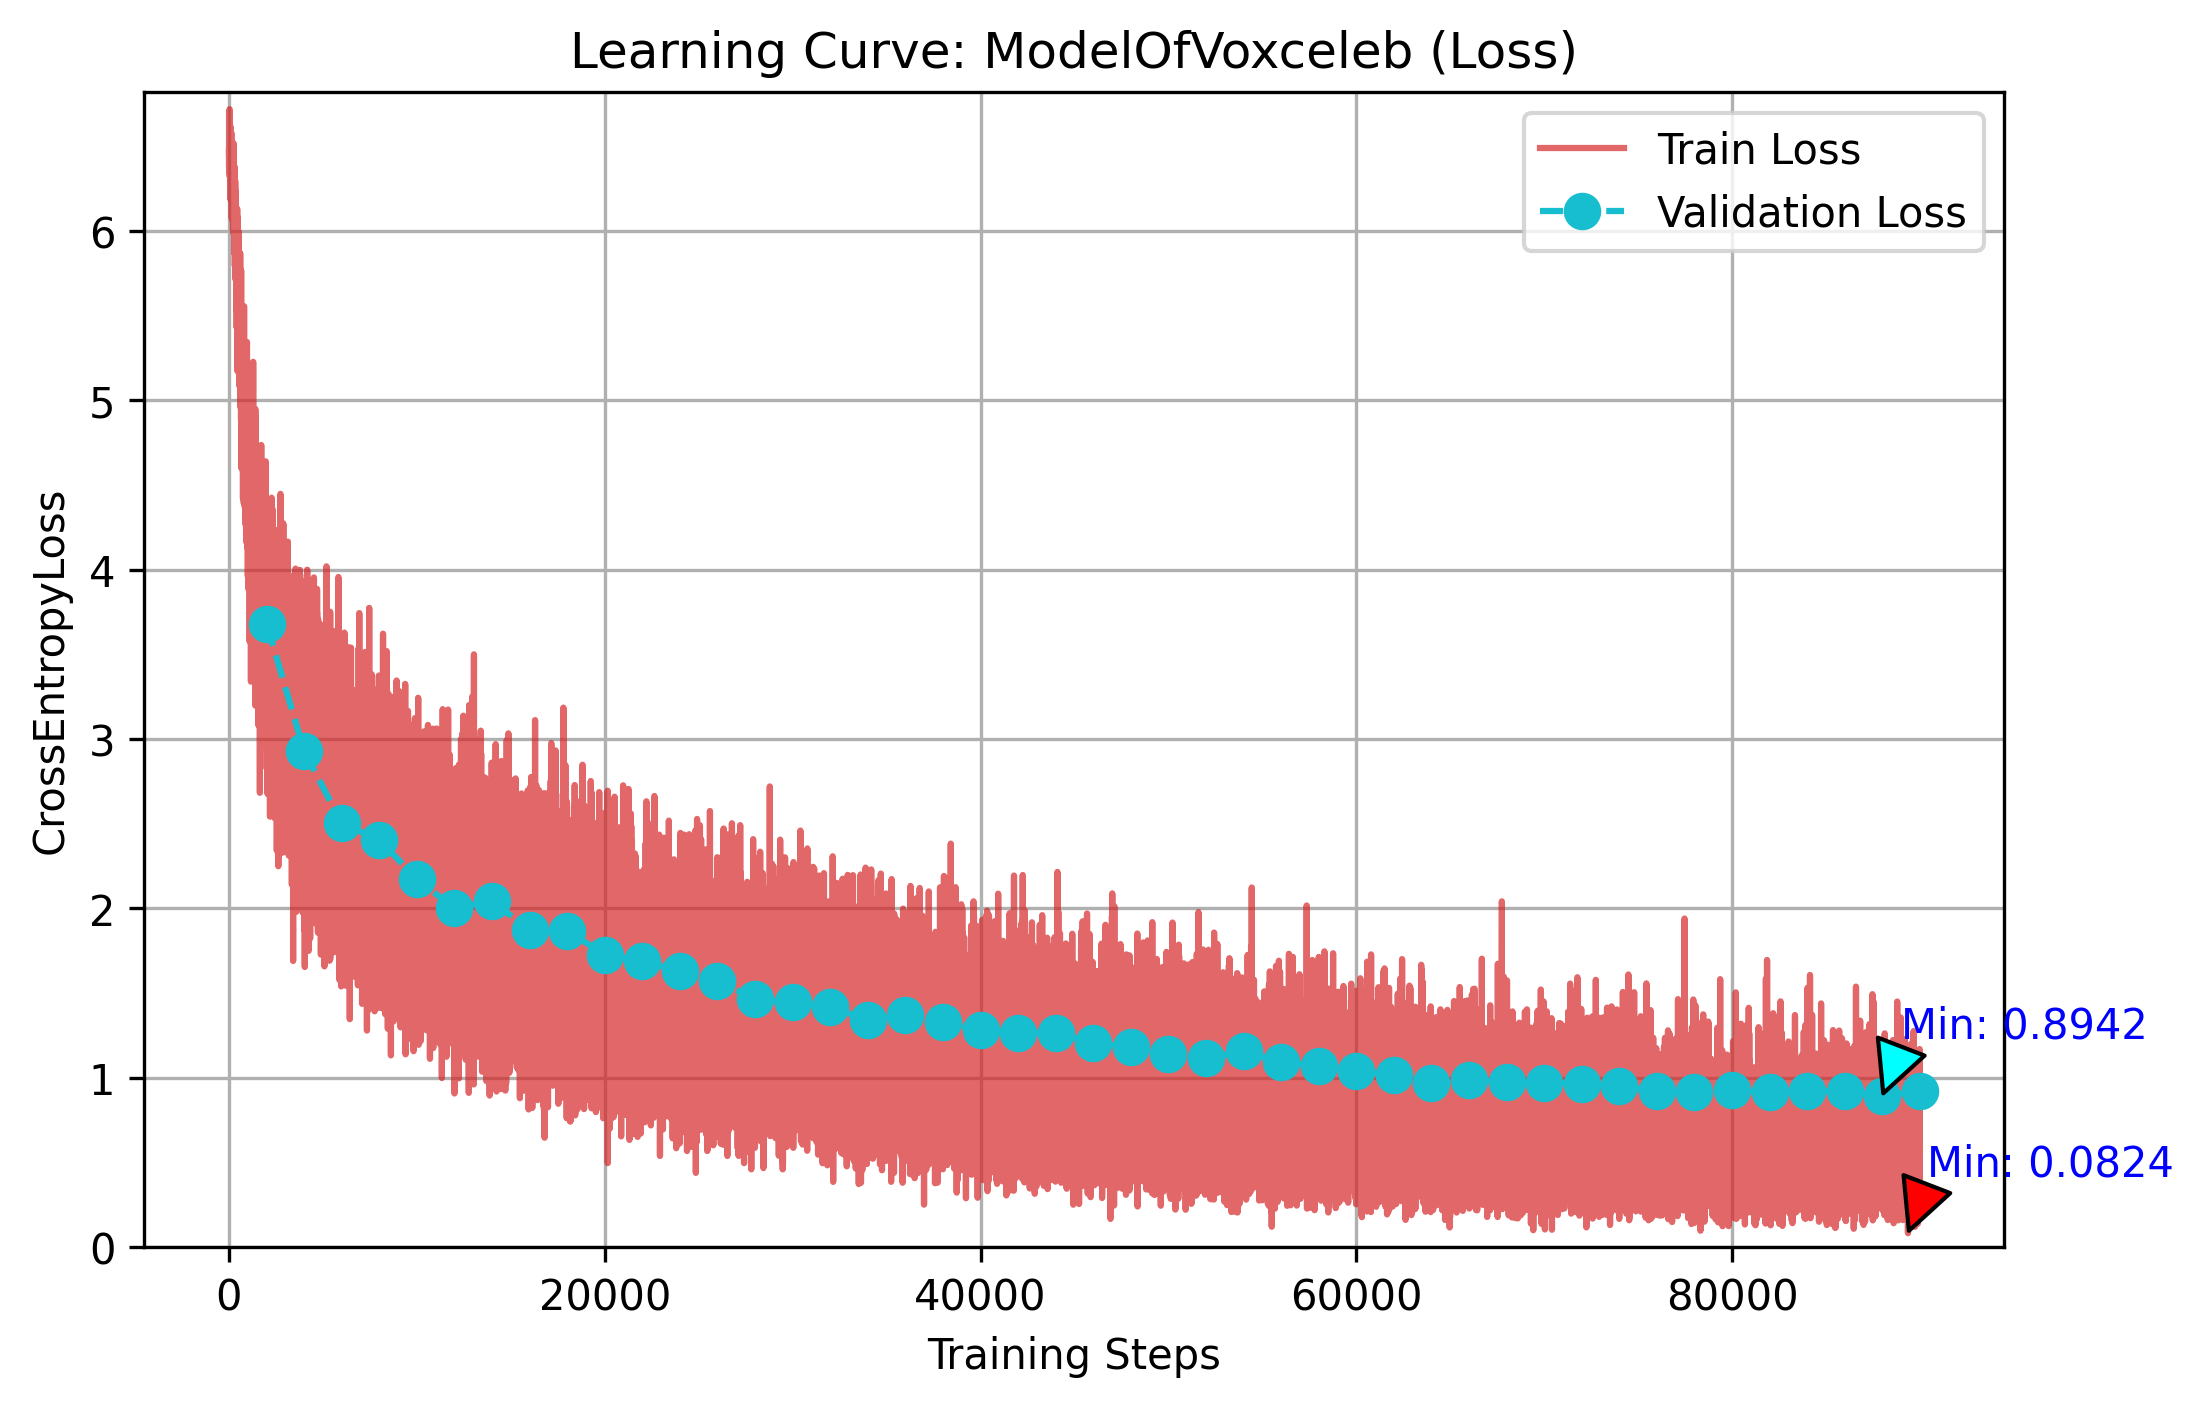 Learning Curve: ModelOfVoxceleb (Loss)
Train Loss
Validation Loss
CrossEntropyLoss
6
5
4
3
2
1
0
Min: 0.8942
Min: 0.0824
0 20000 40000 60000 80000
Training Steps